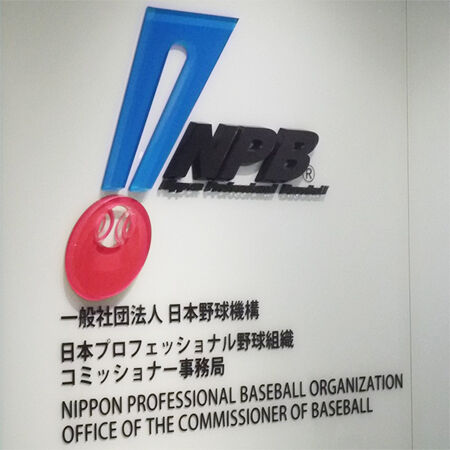 NPB®
Nippon Professional Baseball
一般社団法人 日本野球機構
日本プロフェッショナル野球組織
コミッショナー事務局
NIPPON PROFESSIONAL BASEBALL ORGANIZATION
OFFICE OF THE COMMISSIONER OF BASEBALL